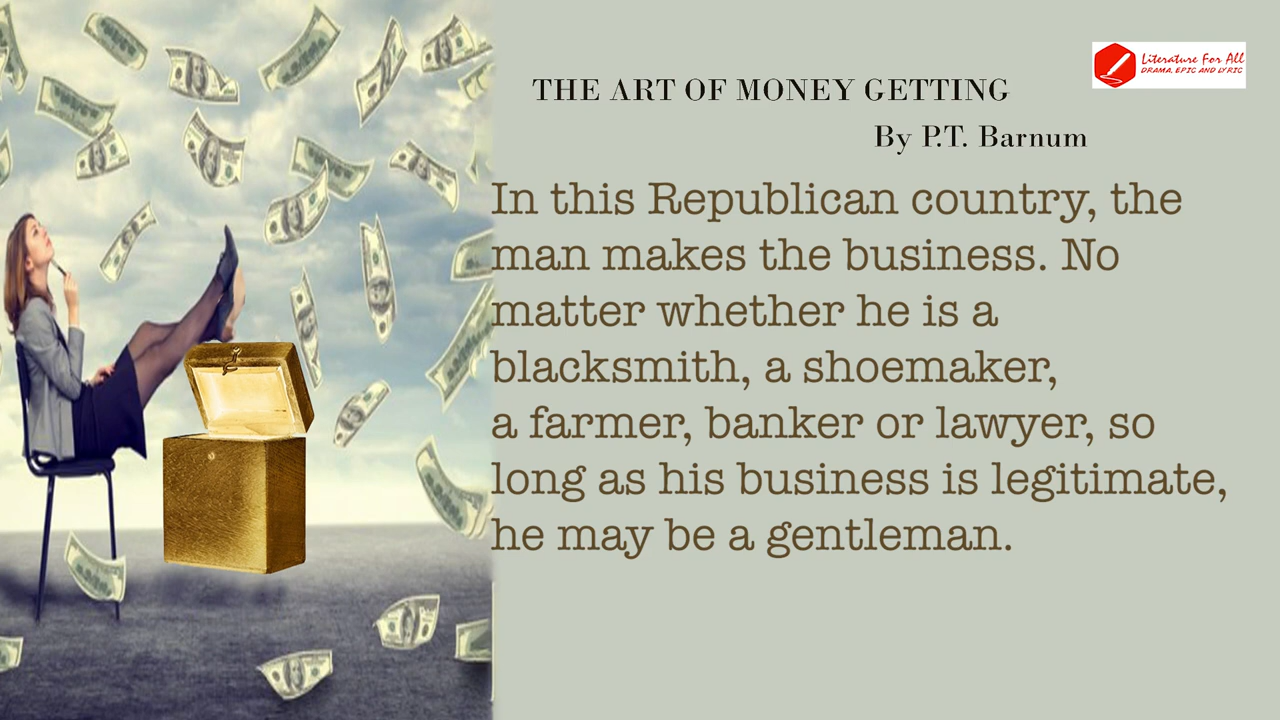 THE ART OF MONEY GETTING
By P.T. Barnum
Literature For All
DRAMA, EPIC AND LYRIC
In this Republican country, the
man makes the business. No
matter whether he is a
blacksmith, a shoemaker,
a farmer, banker or lawyer, so
long as his business is legitimate,
he may be a gentleman.